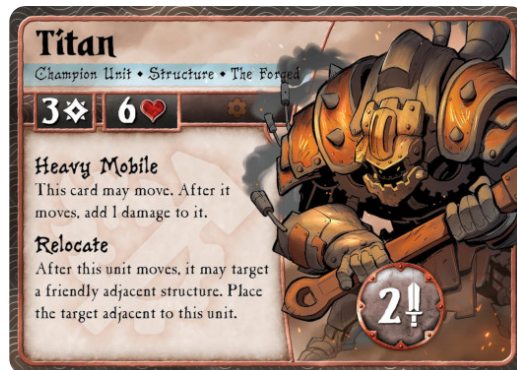 Titan
Champion Unit • Structure • The Forged
3 6
Heavy Mobile
This card may move. After it
moves, add 1 damage to it.
Relocate
After this unit moves, it may target
a friendly adjacent structure. Place
the target adjacent to this unit.
2